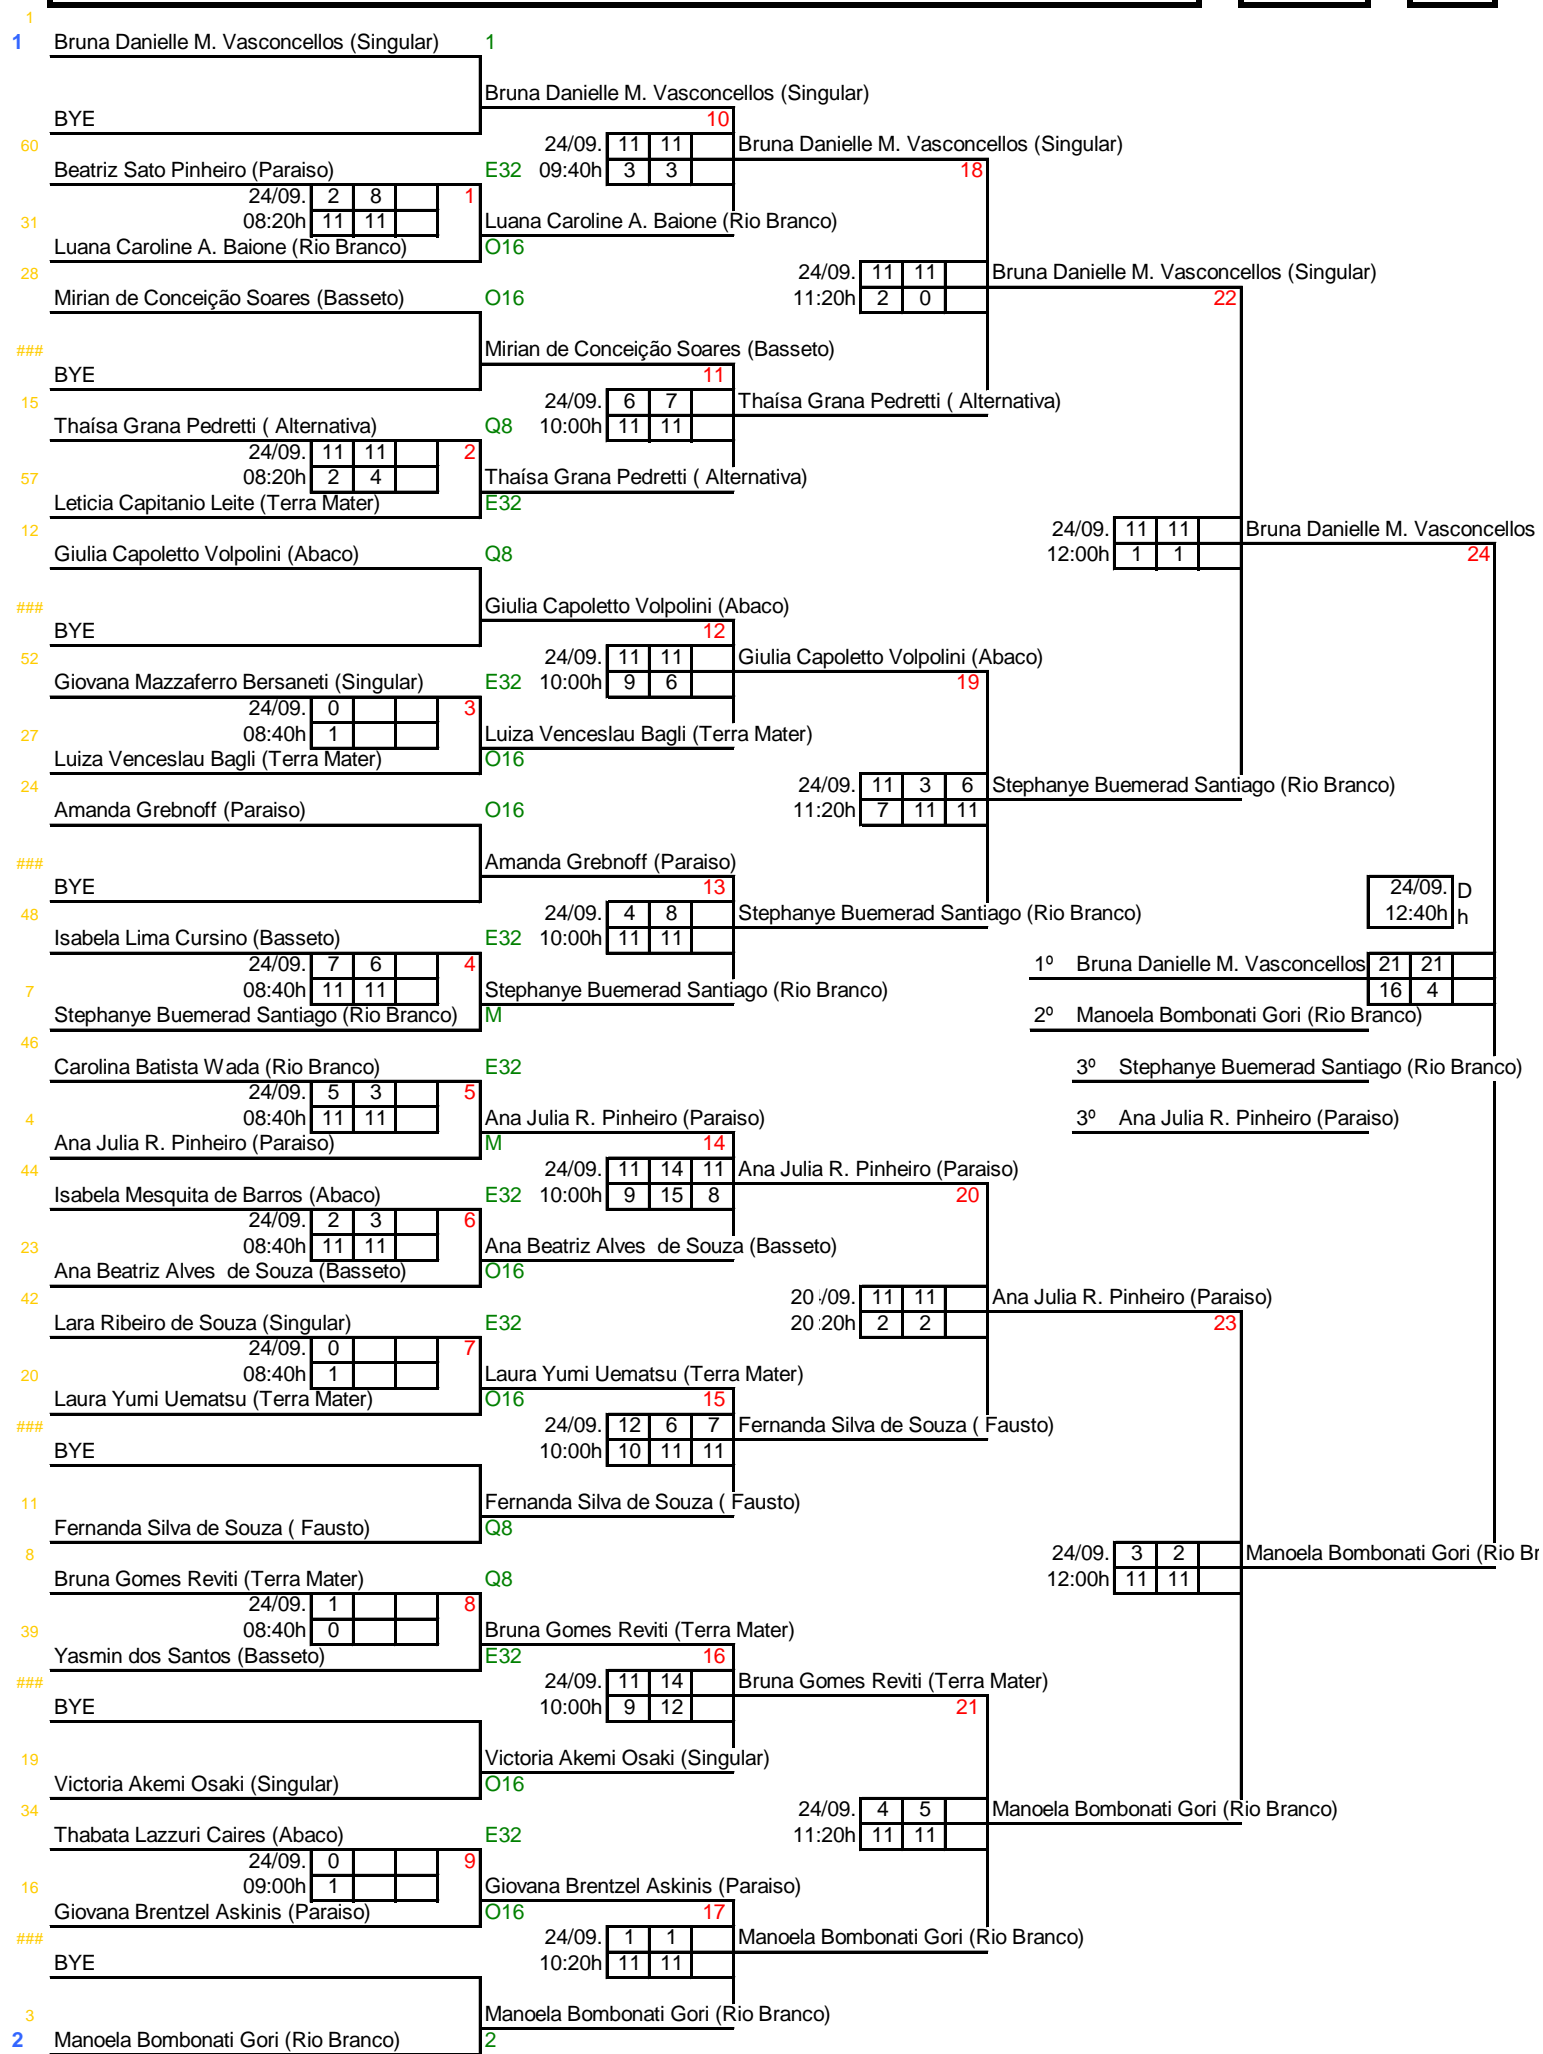 1
1 Bruna Danielle M. Vasconcellos (Singular) 1
Bruna Danielle M. Vasconcellos (Singular)
BYE 10
60 24/09. 11 11 Bruna Danielle M. Vasconcellos (Singular)
Beatriz Sato Pinheiro (Paraiso) E32 09:40h 3 3 18
24/09. 2 8 1
31 08:20h 11 11 Luana Caroline A. Baione (Rio Branco)
Luana Caroline A. Baione (Rio Branco) O16
28 24/09. 11 11 Bruna Danielle M. Vasconcellos (Singular)
Mirian de Conceição Soares (Basseto) O16 11:20h 2 0 22
### Mirian de Conceição Soares (Basseto)
BYE 11
15 24/09. 6 7 Thaísa Grana Pedretti ( Alternativa)
Thaísa Grana Pedretti ( Alternativa) Q8 10:00h 11 11
24/09. 11 11 2
57 08:20h 2 4 Thaísa Grana Pedretti ( Alternativa)
Leticia Capitanio Leite (Terra Mater) E32
12 24/09. 11 11 Bruna Danielle M. Vasconcellos
Giulia Capoletto Volpolini (Abaco) Q8 12:00h 1 1 24
### Giulia Capoletto Volpolini (Abaco)
BYE 12
52 24/09. 11 11 Giulia Capoletto Volpolini (Abaco)
Giovana Mazzaferro Bersaneti (Singular) E32 10:00h 9 6 19
24/09. 0 3
27 08:40h 1 Luiza Venceslau Bagli (Terra Mater)
Luiza Venceslau Bagli (Terra Mater) O16
24 24/09. 11 3 6 Stephanye Buemerad Santiago (Rio Branco)
Amanda Grebnoff (Paraiso) O16 11:20h 7 11 11
### Amanda Grebnoff (Paraiso)
BYE 13 24/09. D
48 24/09. 4 8 Stephanye Buemerad Santiago (Rio Branco) 12:40h h
Isabela Lima Cursino (Basseto) E32 10:00h 11 11
24/09. 7 6 4 1º Bruna Danielle M. Vasconcellos 21 21
7 08:40h 11 11 Stephanye Buemerad Santiago (Rio Branco) 16 4
Stephanye Buemerad Santiago (Rio Branco) M 2º Manoela Bombonati Gori (Rio Branco)
46
Carolina Batista Wada (Rio Branco) E32 3º Stephanye Buemerad Santiago (Rio Branco)
24/09. 5 3 5
4 08:40h 11 11 Ana Julia R. Pinheiro (Paraiso) 3º Ana Julia R. Pinheiro (Paraiso)
Ana Julia R. Pinheiro (Paraiso) M 14
44 24/09. 11 14 11 Ana Julia R. Pinheiro (Paraiso)
Isabela Mesquita de Barros (Abaco) E32 10:00h 9 15 8 20
24/09. 2 3 6
23 08:40h 11 11 Ana Beatriz Alves  de Souza (Basseto)
Ana Beatriz Alves  de Souza (Basseto) O16
42 20 /09. 11 11 Ana Julia R. Pinheiro (Paraiso)
Lara Ribeiro de Souza (Singular) E32 20 :20h 2 2 23
24/09. 0 7
20 08:40h 1 Laura Yumi Uematsu (Terra Mater)
Laura Yumi Uematsu (Terra Mater) O16 15
### 24/09. 12 6 7 Fernanda Silva de Souza ( Fausto)
BYE 10:00h 10 11 11
11 Fernanda Silva de Souza ( Fausto)
Fernanda Silva de Souza ( Fausto) Q8
8 24/09. 3 2 Manoela Bombonati Gori (Rio Br
Bruna Gomes Reviti (Terra Mater) Q8 12:00h 11 11
24/09. 1 8
39 08:40h 0 Bruna Gomes Reviti (Terra Mater)
Yasmin dos Santos (Basseto) E32 16
### 24/09. 11 14 Bruna Gomes Reviti (Terra Mater)
BYE 10:00h 9 12 21
19 Victoria Akemi Osaki (Singular)
Victoria Akemi Osaki (Singular) O16
34 24/09. 4 5 Manoela Bombonati Gori (Rio Branco)
Thabata Lazzuri Caires (Abaco) E32 11:20h 11 11
24/09. 0 9
16 09:00h 1 Giovana Brentzel Askinis (Paraiso)
Giovana Brentzel Askinis (Paraiso) O16 17
### 24/09. 1 1 Manoela Bombonati Gori (Rio Branco)
BYE 10:20h 11 11
3 Manoela Bombonati Gori (Rio Branco)
2 Manoela Bombonati Gori (Rio Branco) 2